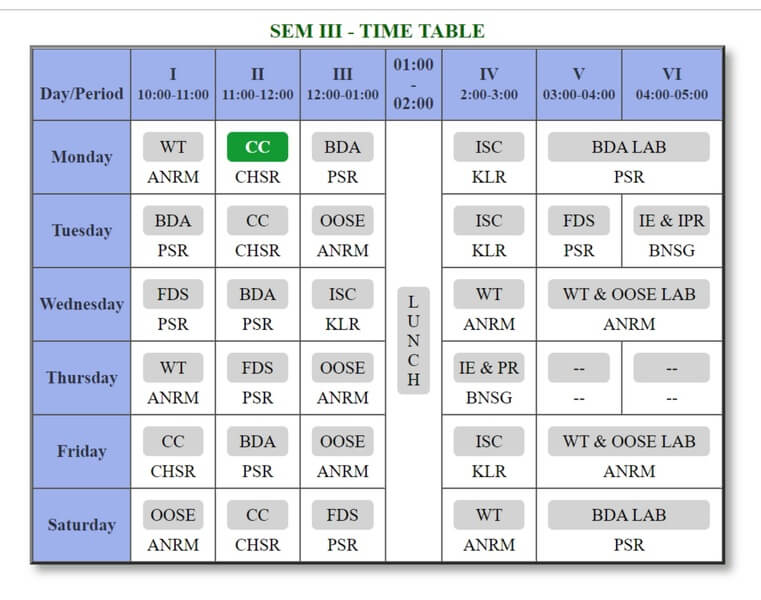 SEM III - TIME TABLE
Day/Period I II III 01:00 - 02:00 IV V VI
10:00-11:00 11:00-12:00 12:00-01:00 2:00-3:00 03:00-04:00 04:00-05:00
Monday WT CC BDA ISC BDA LAB
ANRM CHSR PSR KLR PSR
Tuesday BDA CC OOSE ISC FDS IE & IPR
PSR CHSR ANRM KLR PSR BNSG
Wednesday FDS BDA ISC WT WT & OOSE LAB
PSR PSR KLR ANRM ANRM
LUNCH
Thursday WT FDS OOSE IE & PR -- --
ANRM PSR ANRM BNSG -- --
Friday CC BDA OOSE ISC WT & OOSE LAB
CHSR PSR ANRM KLR ANRM
Saturday OOSE CC FDS WT BDA LAB
ANRM CHSR PSR ANRM PSR